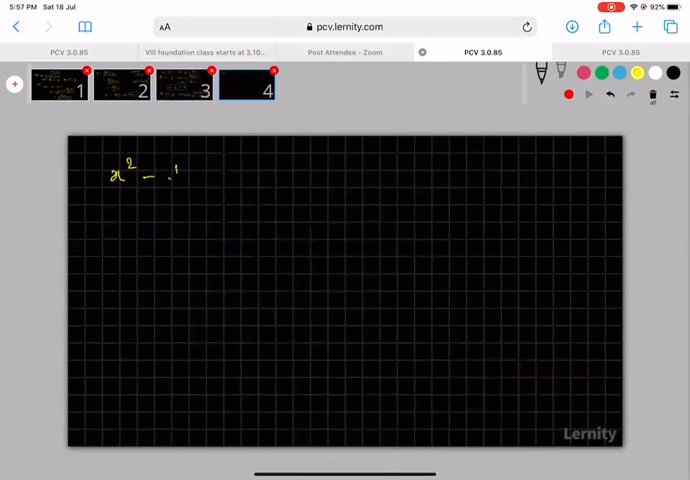 5:57 PM Sat 18 Jul
92%
AA
pcv.lernity.com
PCV 3.0.85
VIII foundation class starts at 3.10...
Post Attendee - Zoom
PCV 3.0.85
PCV 3.0.85
1
2
3
4
all
x² -
Lernity